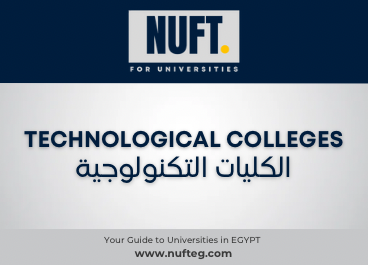 NUFT.
FOR UNIVERSITIES
TECHNOLOGICAL COLLEGES
الكليات التكنولوجية
Your Guide to Universities in EGYPT
www.nufteg.com